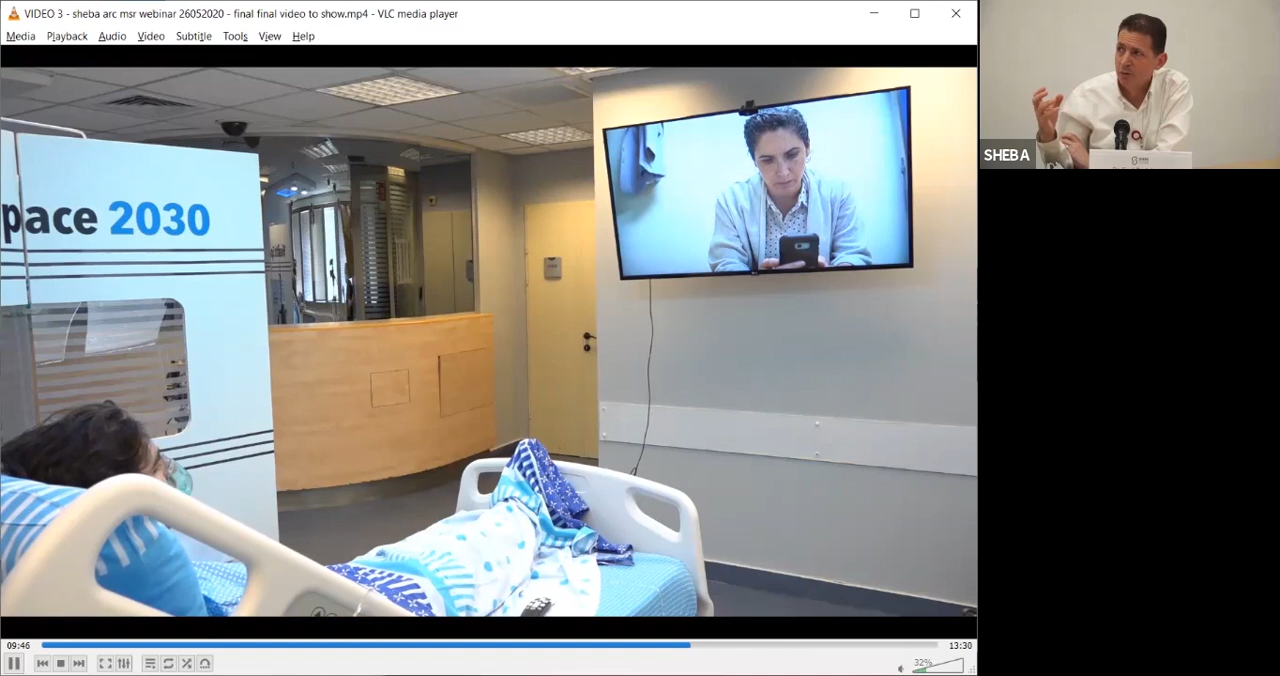 VIDEO 3 - sheba arc msr webinar 26052020 - final final video to show.mp4 - VLC media player
Media Playback Audio Video Subtitle Tools View Help
SHEBA
pace 2030
09:46
13:30
32%